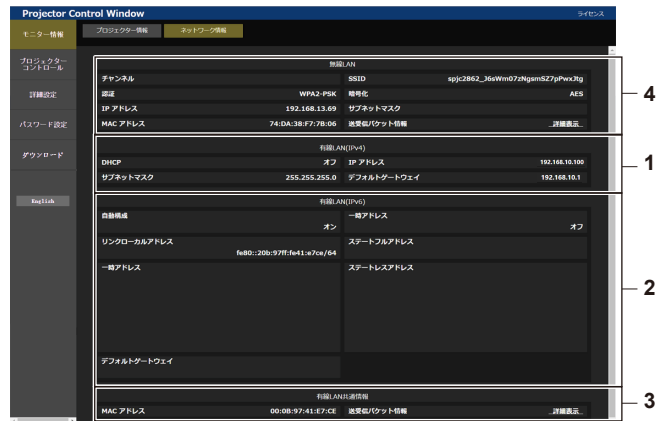 Projector Control Window
ライセンス
モニター情報
プロジェクター情報
ネットワーク情報
プロジェクター
コントロール
詳細設定
パスワード設定
ダウンロード
English
無線LAN
チャンネル
SSID spjc2862_J6sWm07zNgsmSZ7pPwxJtg
認証 WPA2-PSK 暗号化 AES
IP アドレス 192.168.13.69 サブネットマスク
MAC アドレス 74:DA:38:F7:7B:06 送受信パケット情報 詳細表示
4
有線LAN(IPv4)
DHCP オフ IP アドレス 192.168.10.100
サブネットマスク 255.255.255.0 デフォルトゲートウェイ 192.168.10.1
1
有線LAN(IPv6)
自動構成 オン
一時アドレス オフ
リンクローカルアドレス
fe80::20b:97ff:fe41:e7ce/64
ステートフルアドレス
一時アドレス
ステートレスアドレス
デフォルトゲートウェイ
2
有線LAN共通情報
MAC アドレス 00:0B:97:41:E7:CE 送受信パケット情報 詳細表示
3